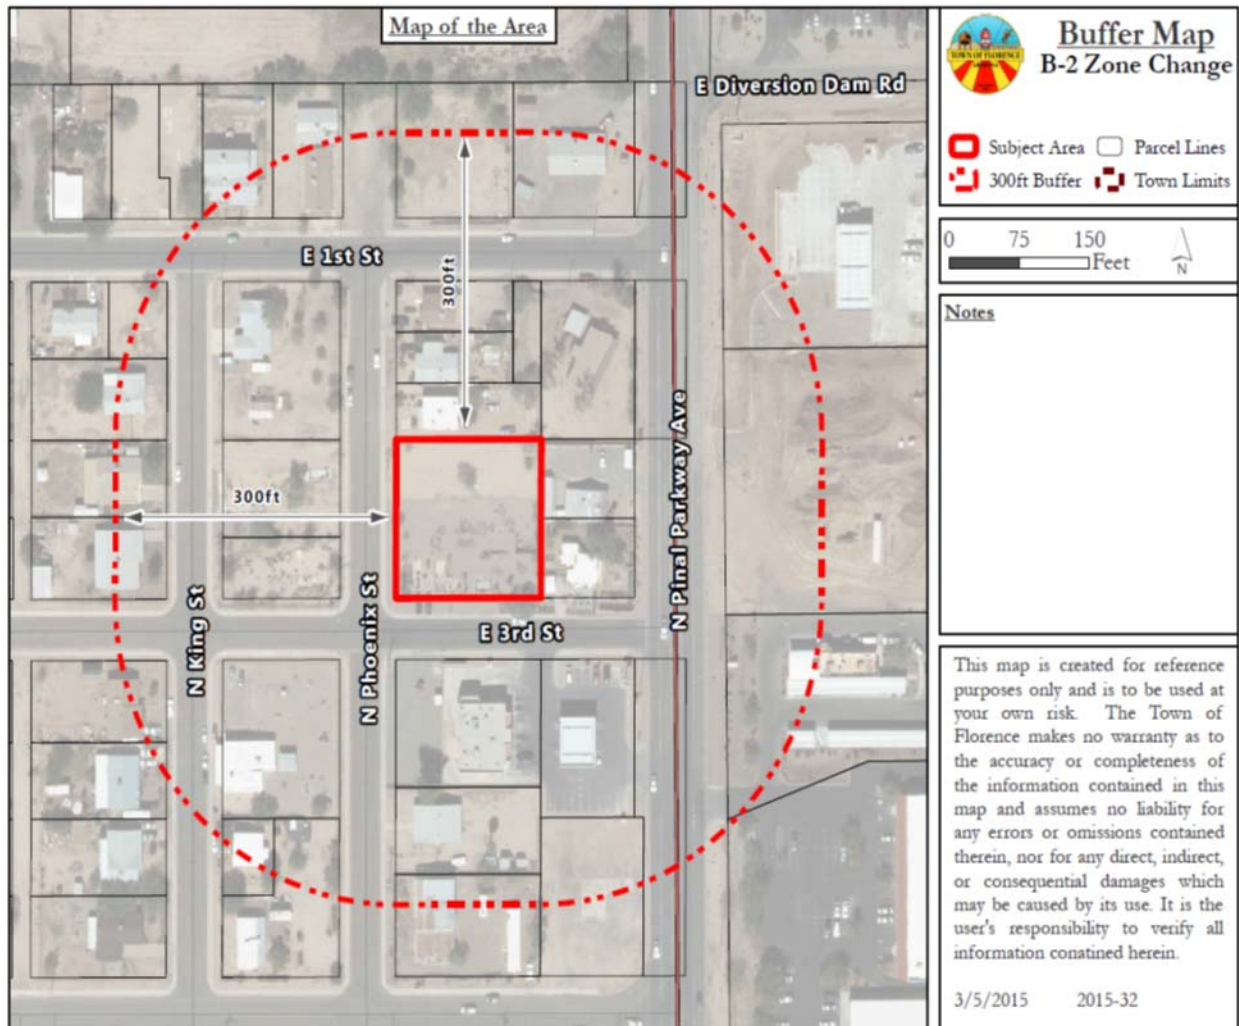 Map of the Area
E Diversion Dam Rd
E 1st St
300ft
300ft
N Pinal Parkway Ave
N King St
N Phoenix St
E 3rd St
TOWN OF FLORENCE
Buffer Map
B-2 Zone Change
Subject Area
Parcel Lines
300ft Buffer
Town Limits
0 75 150
Feet
N
Notes
This map is created for reference
purposes only and is to be used at
your own risk. The Town of
Florence makes no warranty as to
the accuracy or completeness of
the information contained in this
map and assumes no liability for
any errors or omissions contained
therein, nor for any direct, indirect,
or consequential damages which
may be caused by its use. It is the
user's responsibility to verify all
information conatined herein.
3/5/2015 2015-32